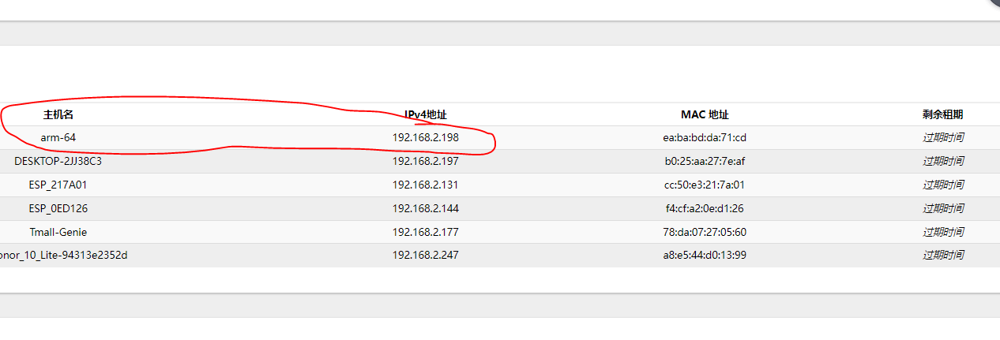 主机名 IPv4地址 MAC 地址 剩余租期
arm-64 192.168.2.198 ea:ba:bd:da:71:cd 过期时间
DESKTOP-2JJ38C3 192.168.2.197 b0:25:aa:27:7e:af 过期时间
ESP_217A01 192.168.2.131 cc:50:e3:21:7a:01 过期时间
ESP_0ED126 192.168.2.144 f4:cf:a2:0e:d1:26 过期时间
Tmall-Genie 192.168.2.177 78:da:07:27:05:60 过期时间
onor_10_Lite-94313e2352d 192.168.2.247 a8:e5:44:d0:13:99 过期时间